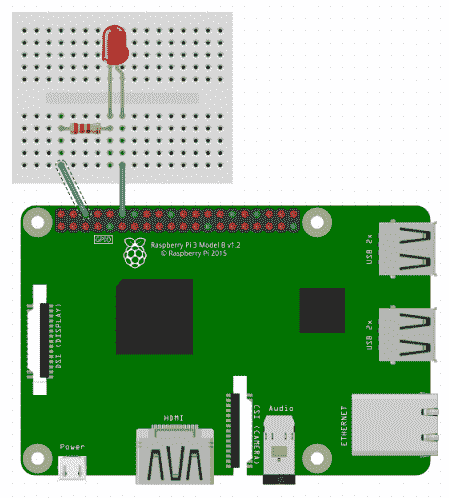 GPIO
Raspberry Pi 3 Model B v1.2
© Raspberry Pi 2015
USB 2x
DSI (DISPLAY)
USB 2x
HDMI
CSI (CAMERA)
Audio
ETHERNET
Power